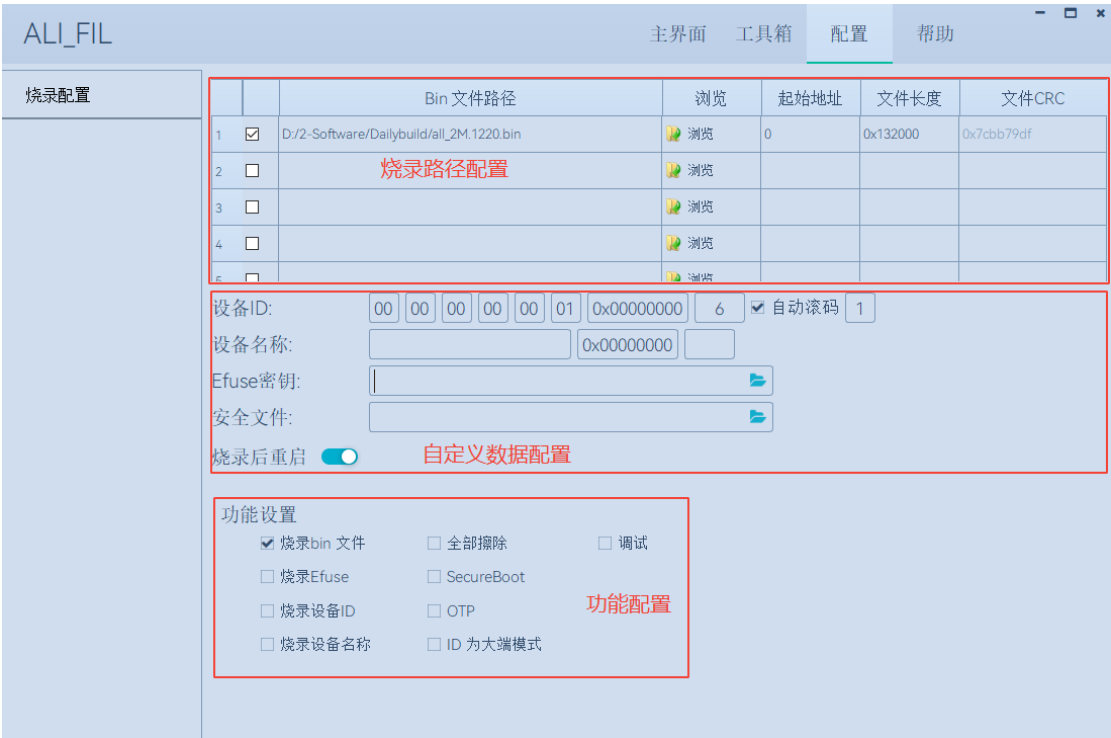 ALI_FIL 主界面 工具箱 配置 帮助
烧录配置
Bin 文件路径 浏览 起始地址 文件长度 文件CRC
1 D:/2-Software/Dailybuild/all_2M.1220.bin 浏览 0 0x132000 0x7cbb79df
2 烧录路径配置 浏览
3 浏览
4 浏览
5 浏览
设备ID: 00 00 00 00 00 01 0x00000000 6 自动滚码 1
设备名称: 0x00000000
Efuse密钥:
安全文件:
烧录后重启 自定义数据配置
功能设置
烧录bin 文件 全部擦除 调试
烧录Efuse SecureBoot
烧录设备ID OTP 功能配置
烧录设备名称 ID 为大端模式